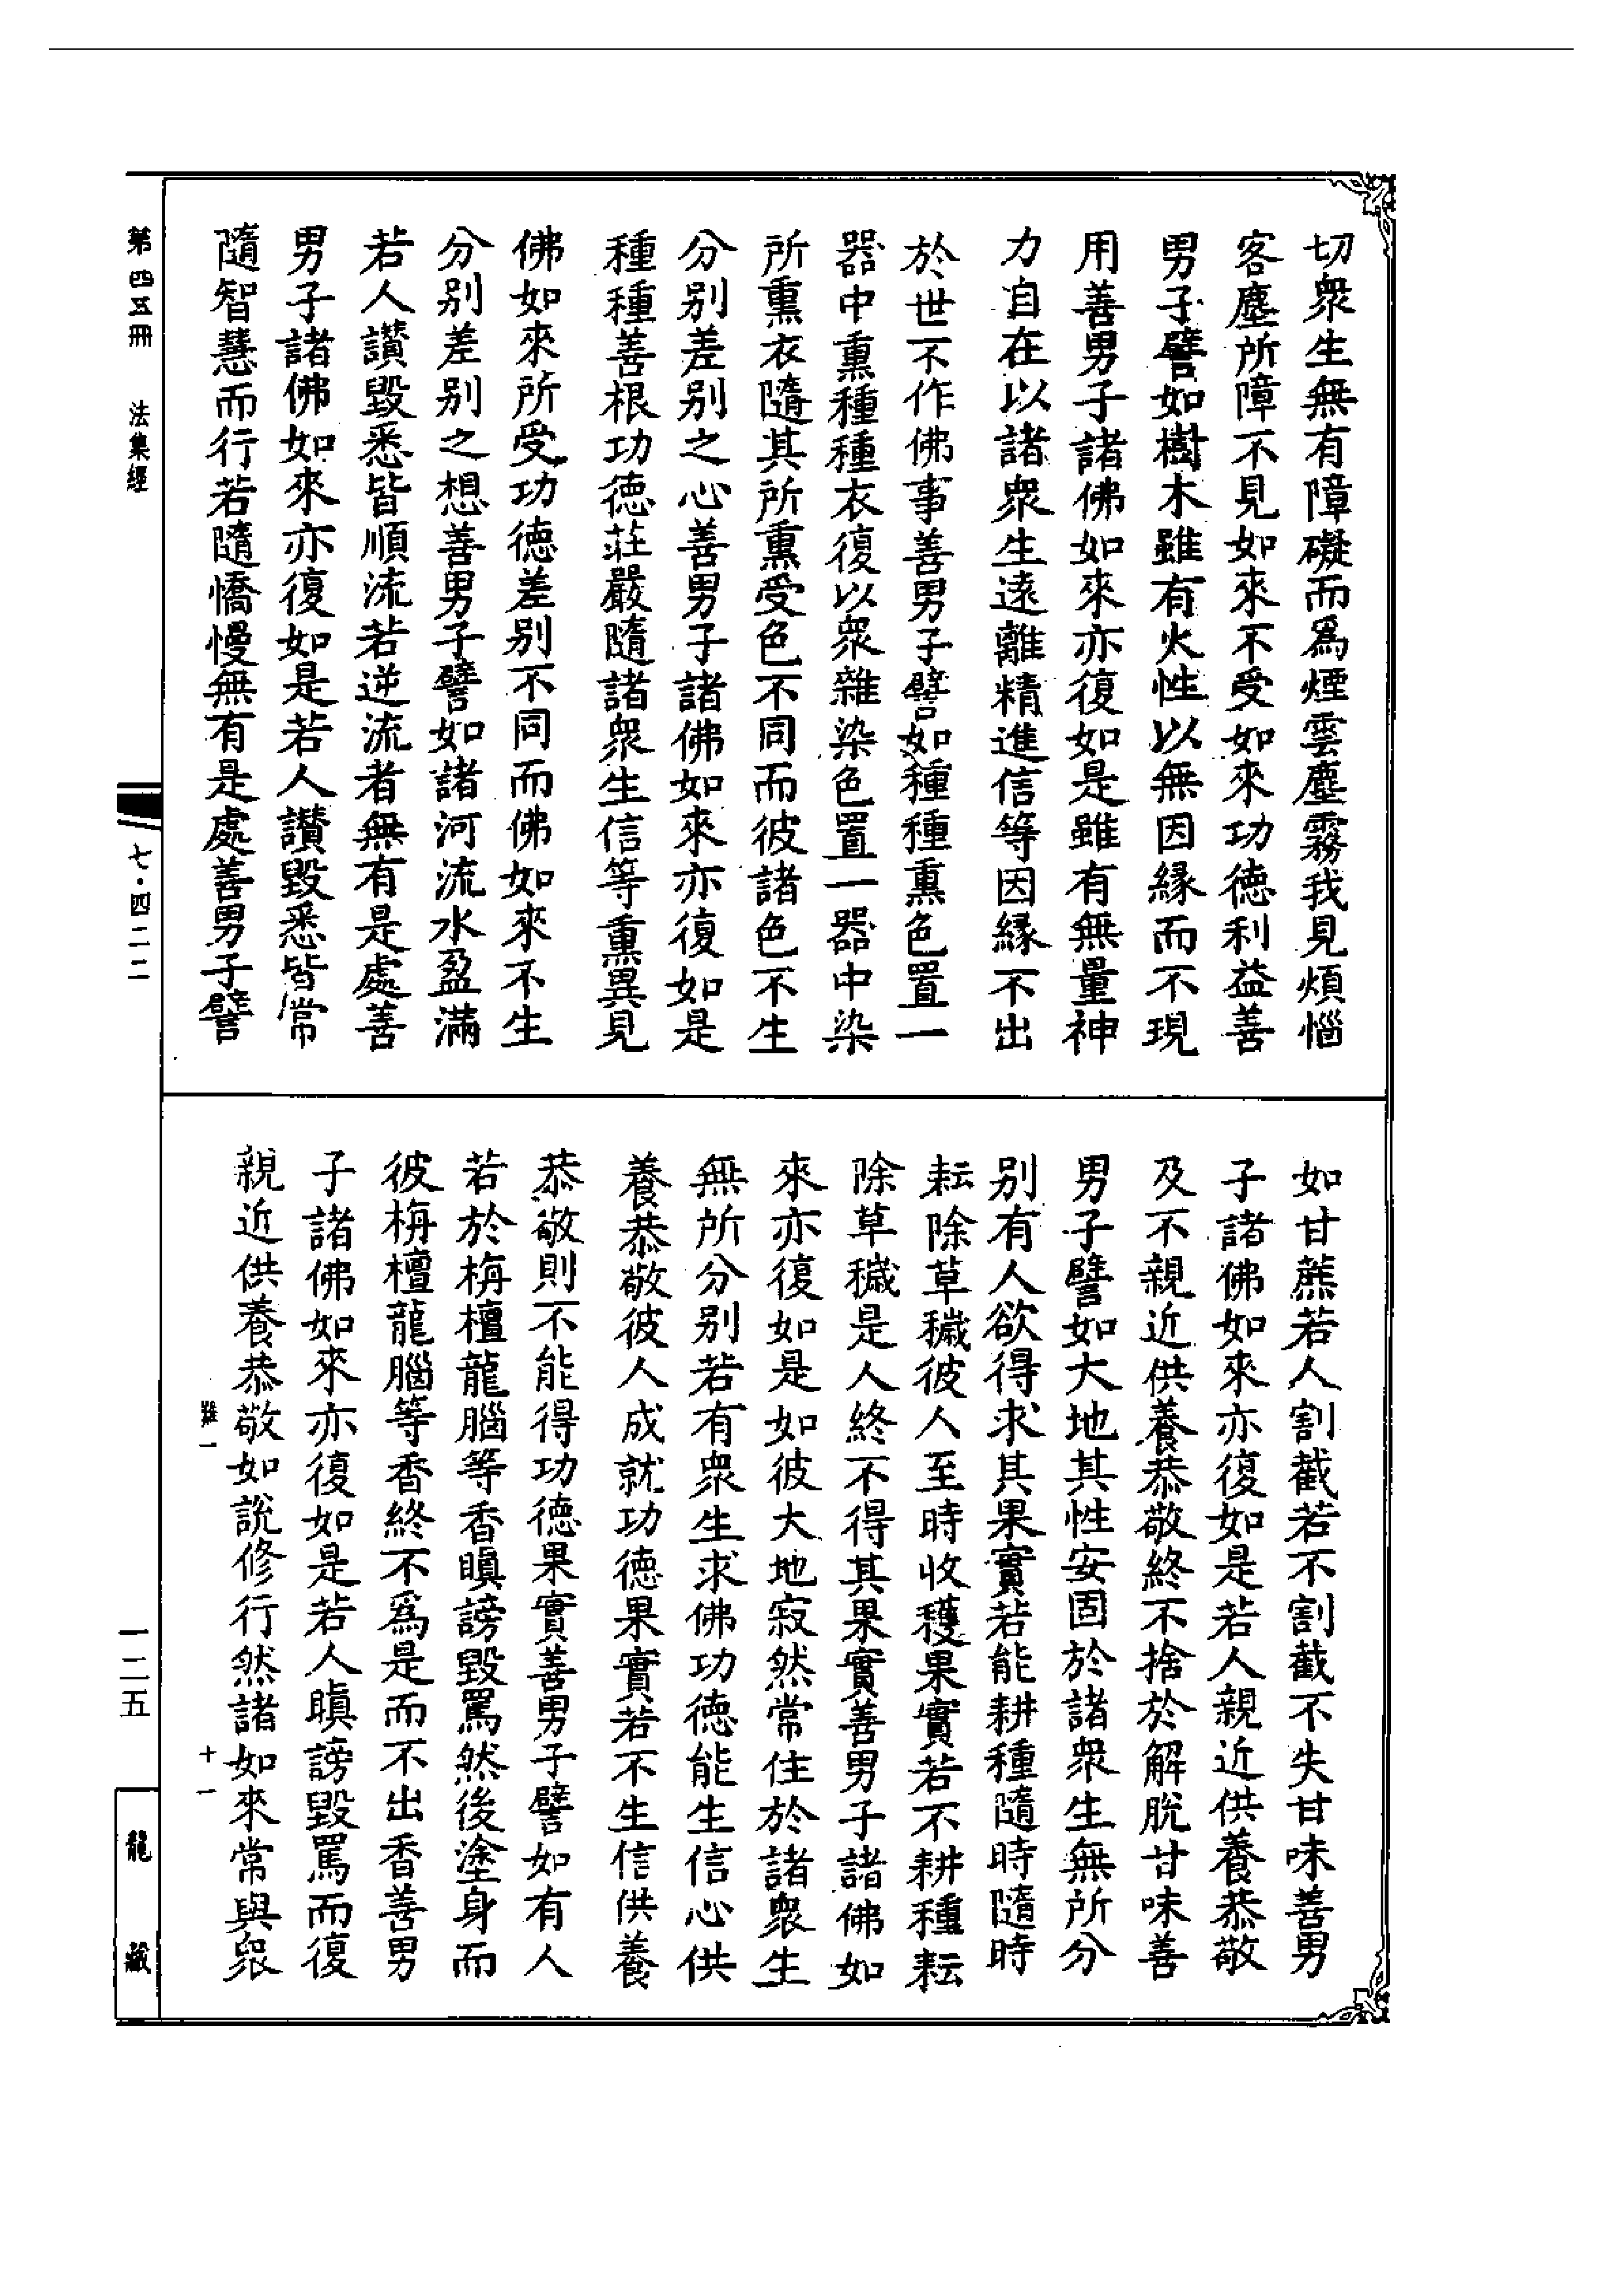 切衆生無有障礙而爲煙雲塵霧我見煩惱
客塵所障不見如來不受如來功德利益善
男子譬如樹木雖有火性以無因緣而不現
用善男子諸佛如來亦復如是雖有無量神
力自在以諸衆生遠離精進信等因緣不出
於世不作佛事善男子譬如種種熏色置一
器中熏種種衣復以衆雜染色置一器中染
所熏衣隨其所熏受色不同而彼諸色不生
分別差別之心善男子諸佛如來亦復如是
種種善根功德莊嚴隨諸衆生信等熏異見
佛如來所受功德差別不同而佛如來不生
分別差別之想善男子譬如諸河流水盈滿
若人讚毀悉皆順流若逆流者無有是處善
男子諸佛如來亦復如是若人讚毀悉皆常
隨智慧而行若隨憍慢無有是處善男子譬
如甘蔗若人割截若不割截不失甘味善男
子諸佛如來亦復如是若人親近供養恭敬
及不親近供養恭敬終不捨於解脫甘味善
男子譬如大地其性安固於諸衆生無所分
別有人欲得求其果實若能耕種隨時隨時
耘除草穢彼人至時收穫果實若不耕種耘
除草穢是人終不得其果實善男子諸佛如
來亦復如是如彼大地寂然常住於諸衆生
無所分別若有衆生求佛功德能生信心供
養恭敬彼人成就功德果實若不生信供養
恭敬則不能得功德果實善男子譬如有人
若於栴檀龍腦等香瞋謗毀罵然後塗身而
彼栴檀龍腦等香終不爲是而不出香善男
子諸佛如來亦復如是若人瞋謗毀罵而復
親近供養恭敬如說修行然諸如來常與衆
難一
十一
第四五冊
法集經
七·四二二
一二五
龍藏